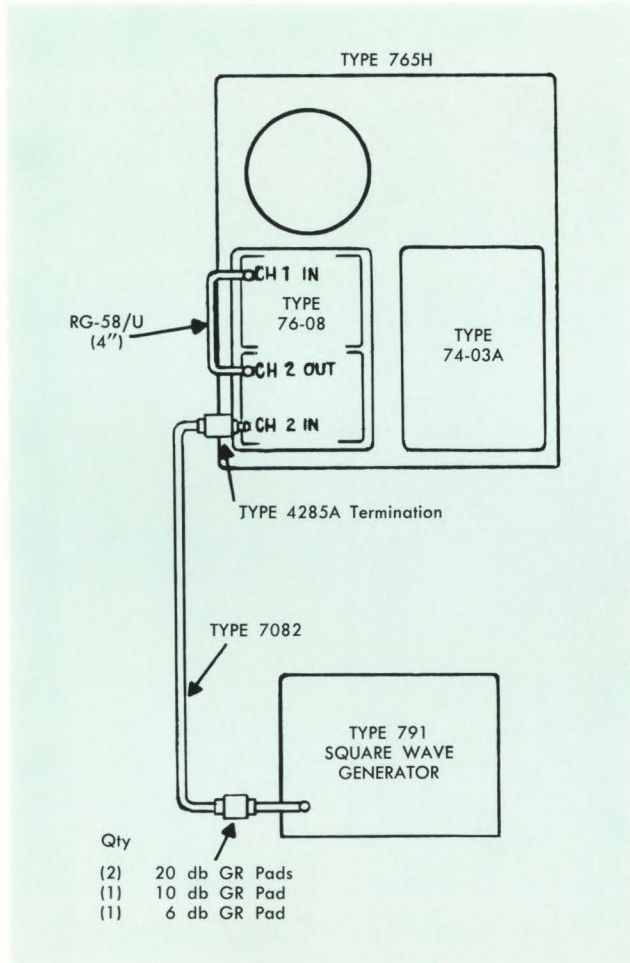 TYPE 765H
CH 1 IN
TYPE
76-08
RG-58/U
(4")
TYPE
74-03A
CH 2 OUT
CH 2 IN
TYPE 4285A Termination
TYPE 7082
TYPE 791
SQUARE WAVE
GENERATOR
Qty
(2) 20 db GR Pads
(1) 10 db GR Pad
(1) 6 db GR Pad